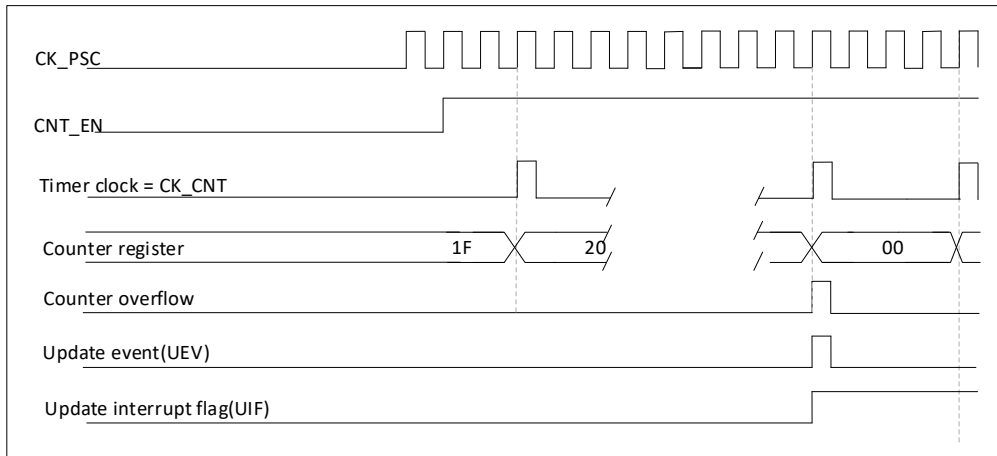 CK_PSC
CNT_EN
Timer clock = CK_CNT
Counter register 1F 20 00
Counter overflow
Update event(UEV)
Update interrupt flag(UIF)